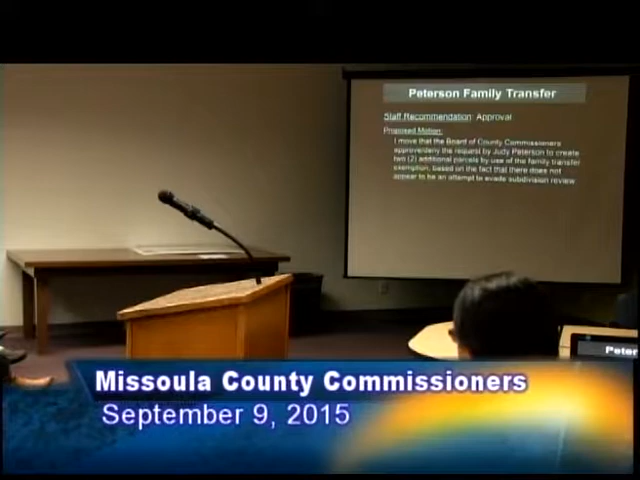 Peterson Family Transfer
Staff Recommendation: Approval
Proposed Motion:
I move that the Board of County Commissioners
approve/deny the request by Judy Peterson to create
two (2) additional parcels by use of the family transfer
exemption, based on the fact that there does not
appear to be an attempt to evade subdivision review
Peter
Missoula County Commissioners
September 9, 2015